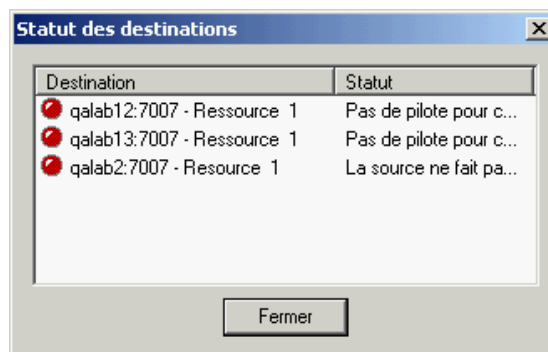 Statut des destinations
Destination Statut
qalab12:7007 - Ressource 1 Pas de pilote pour c...
qalab13:7007 - Ressource 1 Pas de pilote pour c...
qalab2:7007 - Resource 1 La source ne fait pa...
Fermer